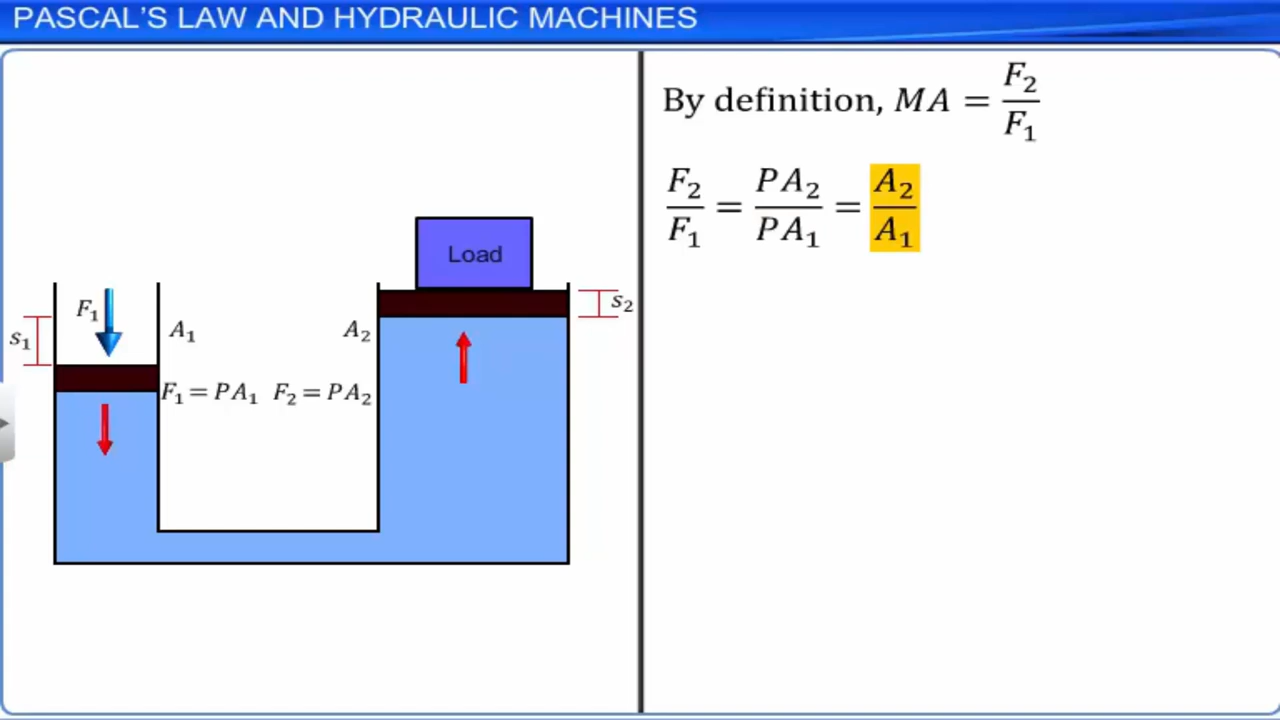 PASCAL’S LAW AND HYDRAULIC MACHINES
Load
F₁
s₁
A₁
A₂
s₂
F₁ = PA₁
F₂ = PA₂
By definition, MA = F₂/F₁
F₂/F₁ = PA₂/PA₁ = A₂/A₁